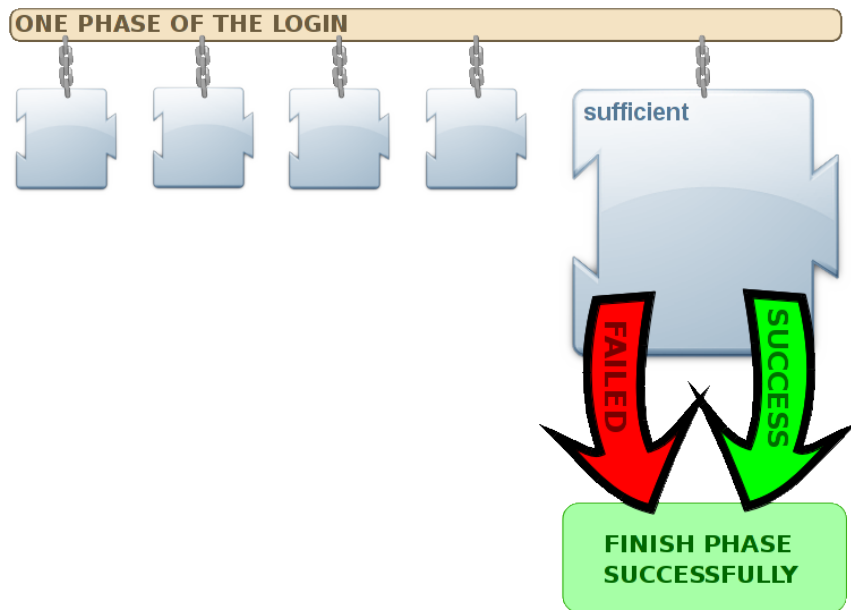 ONE PHASE OF THE LOGIN
sufficient
FAILED
SUCCESS
FINISH PHASE
SUCCESSFULLY